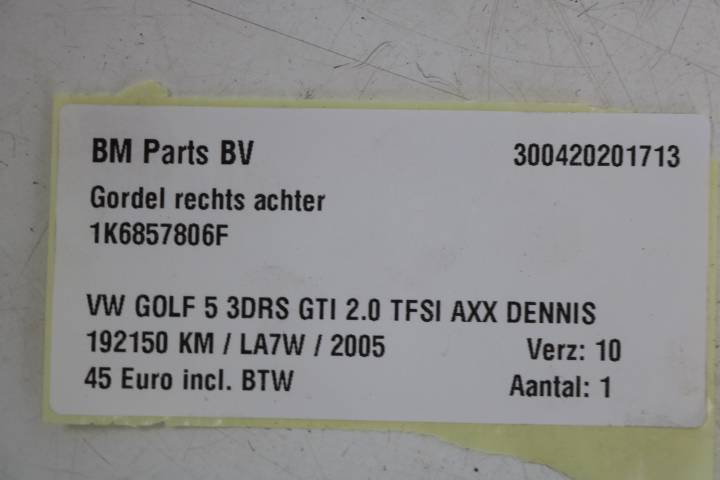 BM Parts BV 300420201713
Gordel rechts achter
1K6857806F
VW GOLF 5 3DRS GTI 2.0 TFSI AXX DENNIS
192150 KM / LA7W / 2005 Verz: 10
45 Euro incl. BTW Aantal: 1